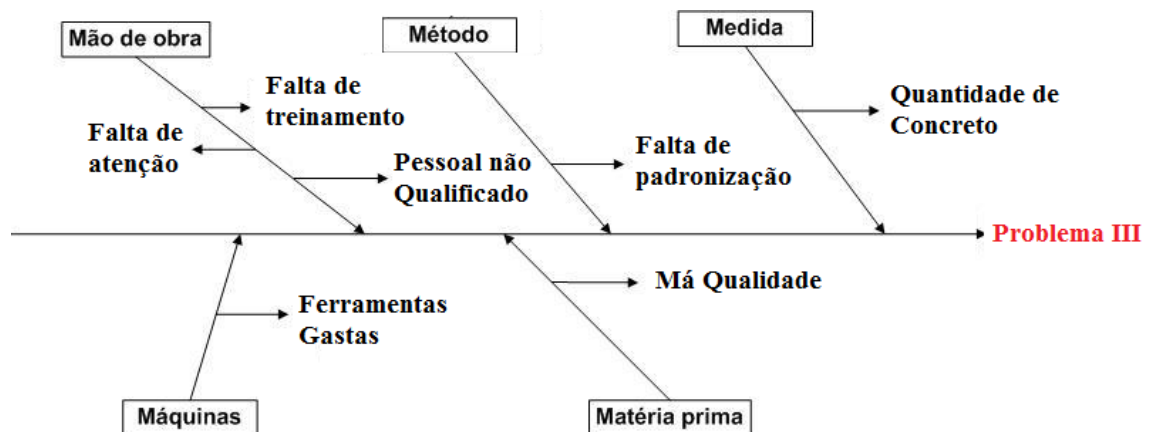 Mão de obra
Método
Medida
Falta de
treinamento
Falta de
atenção
Pessoal não
Qualificado
Falta de
padronização
Quantidade de
Concreto
Problema III
Ferramentas
Gastas
Má Qualidade
Máquinas
Matéria prima